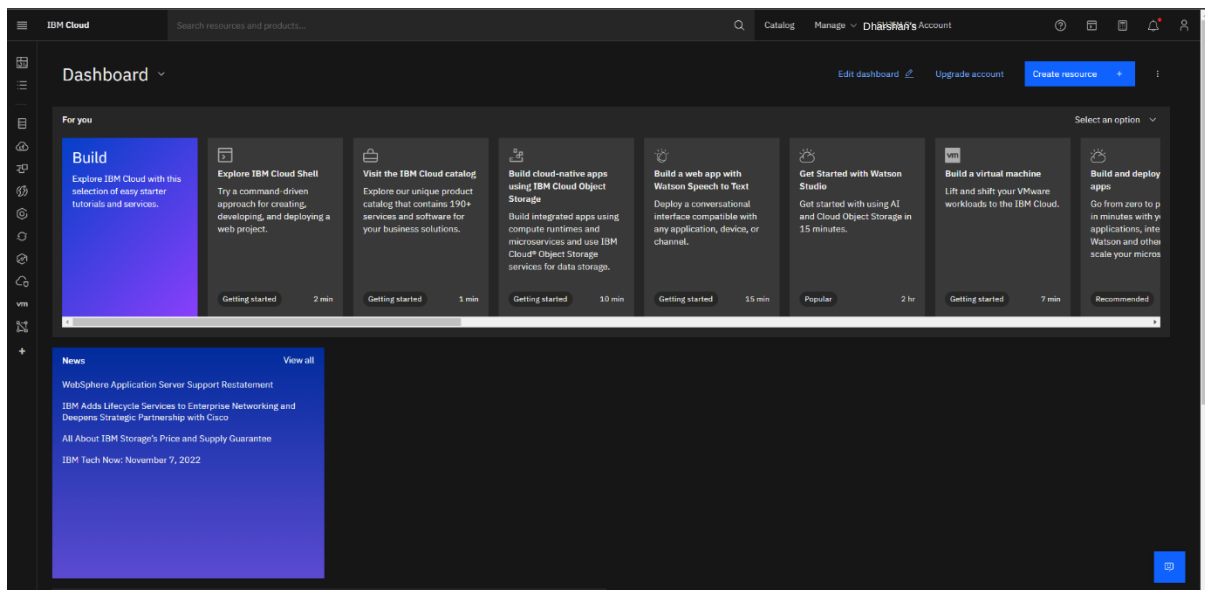 IBM Cloud
Search resources and products...
Catalog
Manage
Dharshan's Account
Dashboard
Edit dashboard
Upgrade account
Create resource +
For you
Select an option
Build
Explore IBM Cloud with this
selection of easy starter
tutorials and services.
Explore IBM Cloud Shell
Try a command-driven
approach for creating,
developing, and deploying a
web project.
Getting started
2 min
Visit the IBM Cloud catalog
Explore our unique product
catalog that contains 190+
services and software for
your business solutions.
Getting started
1 min
Build cloud-native apps
using IBM Cloud Object
Storage
Build integrated apps using
compute runtimes and
microservices and use IBM
Cloud® Object Storage
services for data storage.
Getting started
10 min
Build a web app with
Watson Speech to Text
Deploy a conversational
interface compatible with
any application, device, or
channel.
Getting started
15 min
Get Started with Watson
Studio
Get started with using AI
and Cloud Object Storage in
15 minutes.
Popular
2 hr
vm
Build a virtual machine
Lift and shift your VMware
workloads to the IBM Cloud.
Getting started
7 min
Build and deploy
apps
Go from zero to p
in minutes with y
applications, inte
Watson and other
scale your micros
Recommended
vm
News
View all
WebSphere Application Server Support Restatement
IBM Adds Lifecycle Services to Enterprise Networking and
Deepens Strategic Partnership with Cisco
All About IBM Storage's Price and Supply Guarantee
IBM Tech Now: November 7, 2022